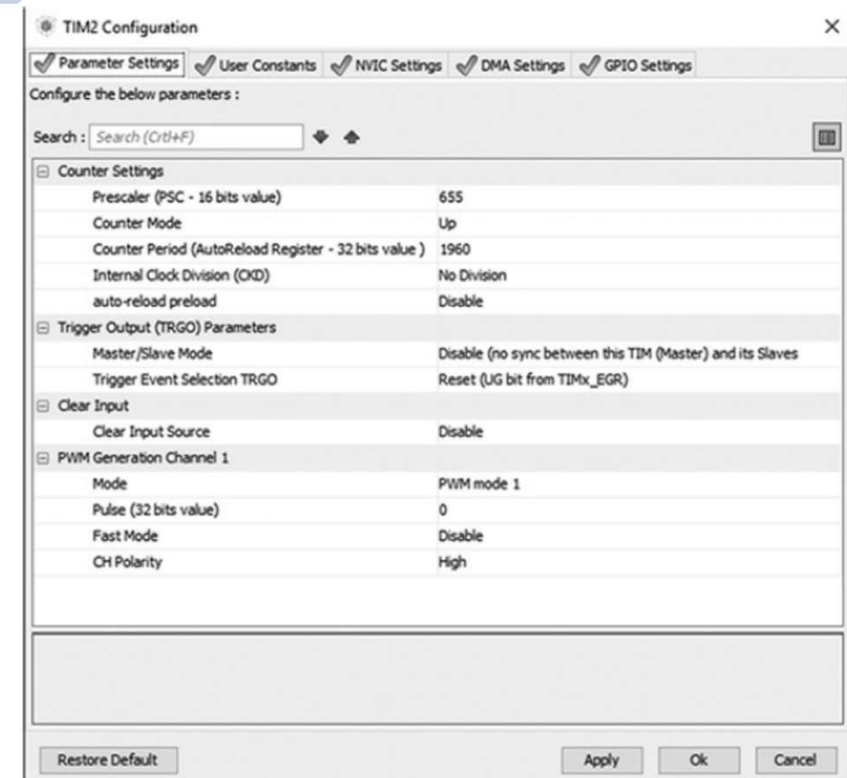 TIM2 Configuration
Parameter Settings User Constants NVIC Settings DMA Settings GPIO Settings
Configure the below parameters :
Search : Search (Crtl+F)
Counter Settings
Prescaler (PSC - 16 bits value) 655
Counter Mode Up
Counter Period (AutoReload Register - 32 bits value ) 1960
Internal Clock Division (CKD) No Division
auto-reload preload Disable
Trigger Output (TRGO) Parameters
Master/Slave Mode Disable (no sync between this TIM (Master) and its Slaves
Trigger Event Selection TRGO Reset (UG bit from TIMx_EGR)
Clear Input
Clear Input Source Disable
PWM Generation Channel 1
Mode PWM mode 1
Pulse (32 bits value) 0
Fast Mode Disable
CH Polarity High
Restore Default Apply Ok Cancel